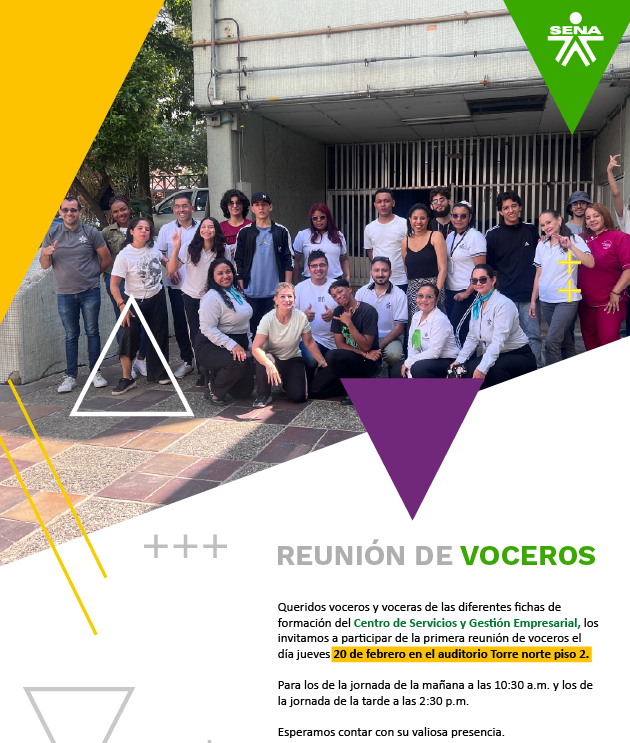 SENA
REUNIÓN DE VOCEROS
Queridos voceros y voceras de las diferentes fichas de
formación del Centro de Servicios y Gestión Empresarial, los
invitamos a participar de la primera reunión de voceros el
día jueves 20 de febrero en el auditorio Torre norte piso 2.
Para los de la jornada de la mañana a las 10:30 a.m. y los de
la jornada de la tarde a las 2:30 p.m.
Esperamos contar con su valiosa presencia.